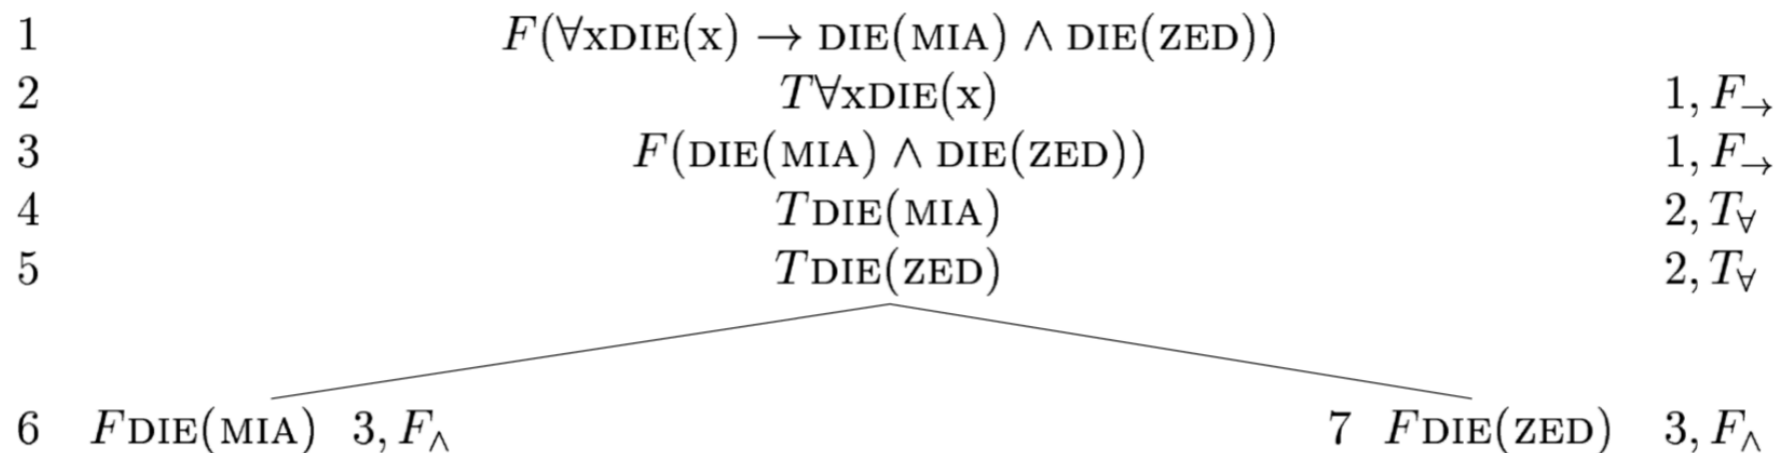 1 F(∀xDIE(x) → DIE(MIA) ∧ DIE(ZED))
2 T∀xDIE(x) 1, F→
3 F(DIE(MIA) ∧ DIE(ZED)) 1, F→
4 TDIE(MIA) 2, T∀
5 TDIE(ZED) 2, T∀
6 FDIE(MIA) 3, F∧ 7 FDIE(ZED) 3, F∧